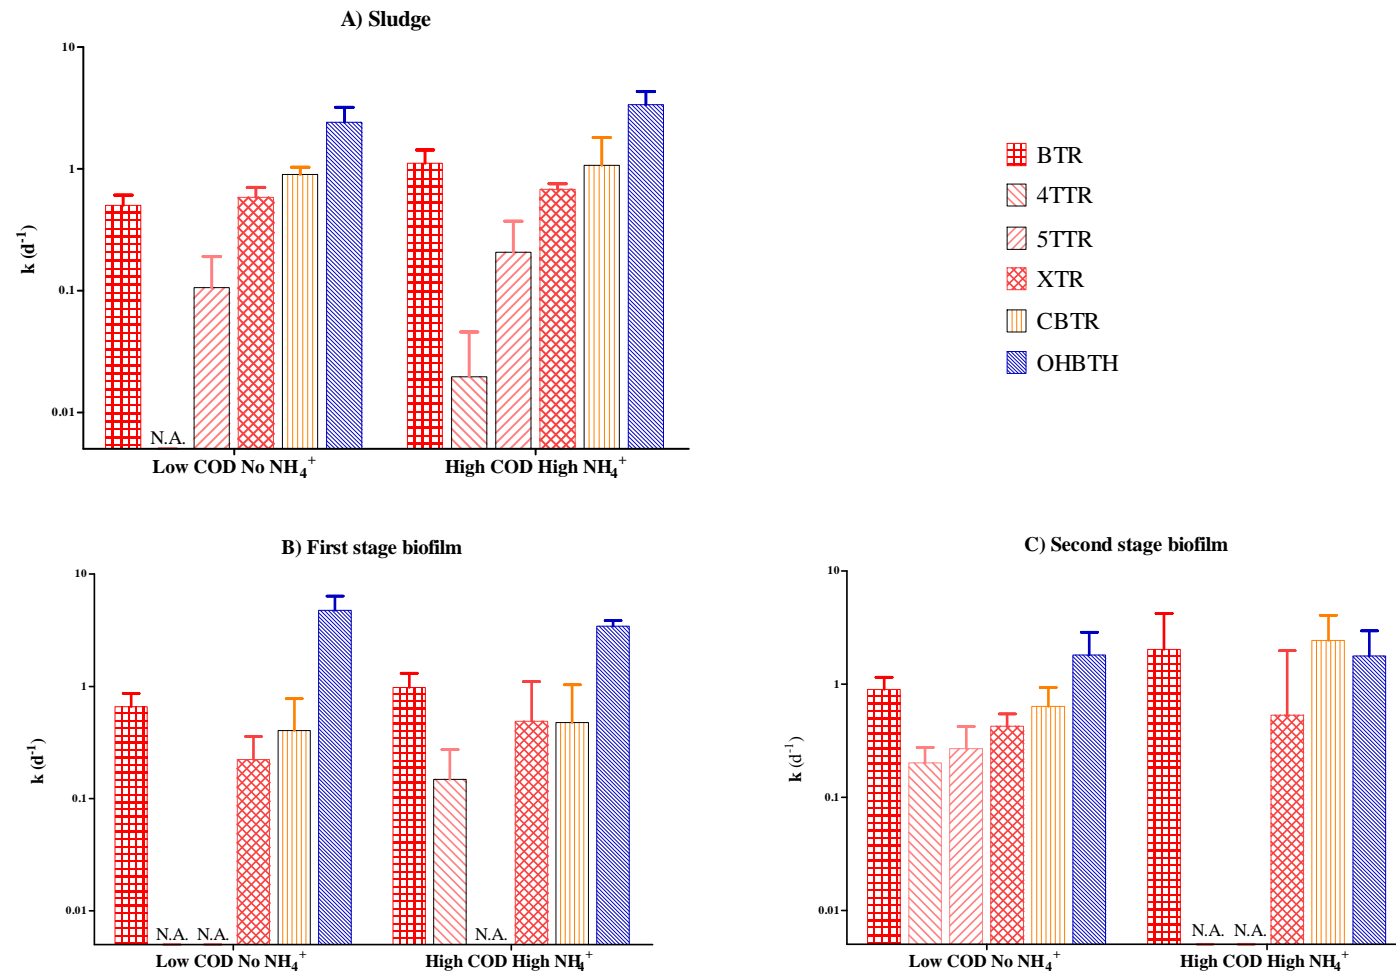 A) Sludge
10
1
0.1
0.01
k (d⁻¹)
N.A.
Low COD No NH₄⁺
High COD High NH₄⁺
BTR
4TTR
5TTR
XTR
CBTR
OHBTH
B) First stage biofilm
10
1
0.1
0.01
k (d⁻¹)
N.A. N.A.
N.A.
Low COD No NH₄⁺
High COD High NH₄⁺
C) Second stage biofilm
10
1
0.1
0.01
k (d⁻¹)
N.A. N.A.
Low COD No NH₄⁺
High COD High NH₄⁺